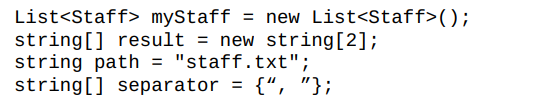 List<Staff> myStaff = new List<Staff>();
string[] result = new string[2];
string path = "staff.txt";
string[] separator = {“, ”};